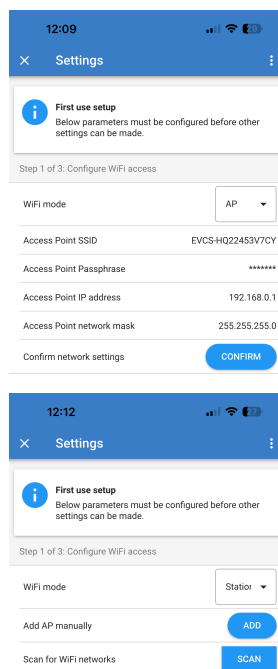 12:09
20
Settings
First use setup
Below parameters must be configured before other
settings can be made.
Step 1 of 3: Configure WiFi access
WiFi mode AP
Access Point SSID EVCS-HQ22453V7CY
Access Point Passphrase *******
Access Point IP address 192.168.0.1
Access Point network mask 255.255.255.0
Confirm network settings CONFIRM
12:12
27
Settings
First use setup
Below parameters must be configured before other
settings can be made.
Step 1 of 3: Configure WiFi access
WiFi mode Station
Add AP manually ADD
Scan for WiFi networks SCAN